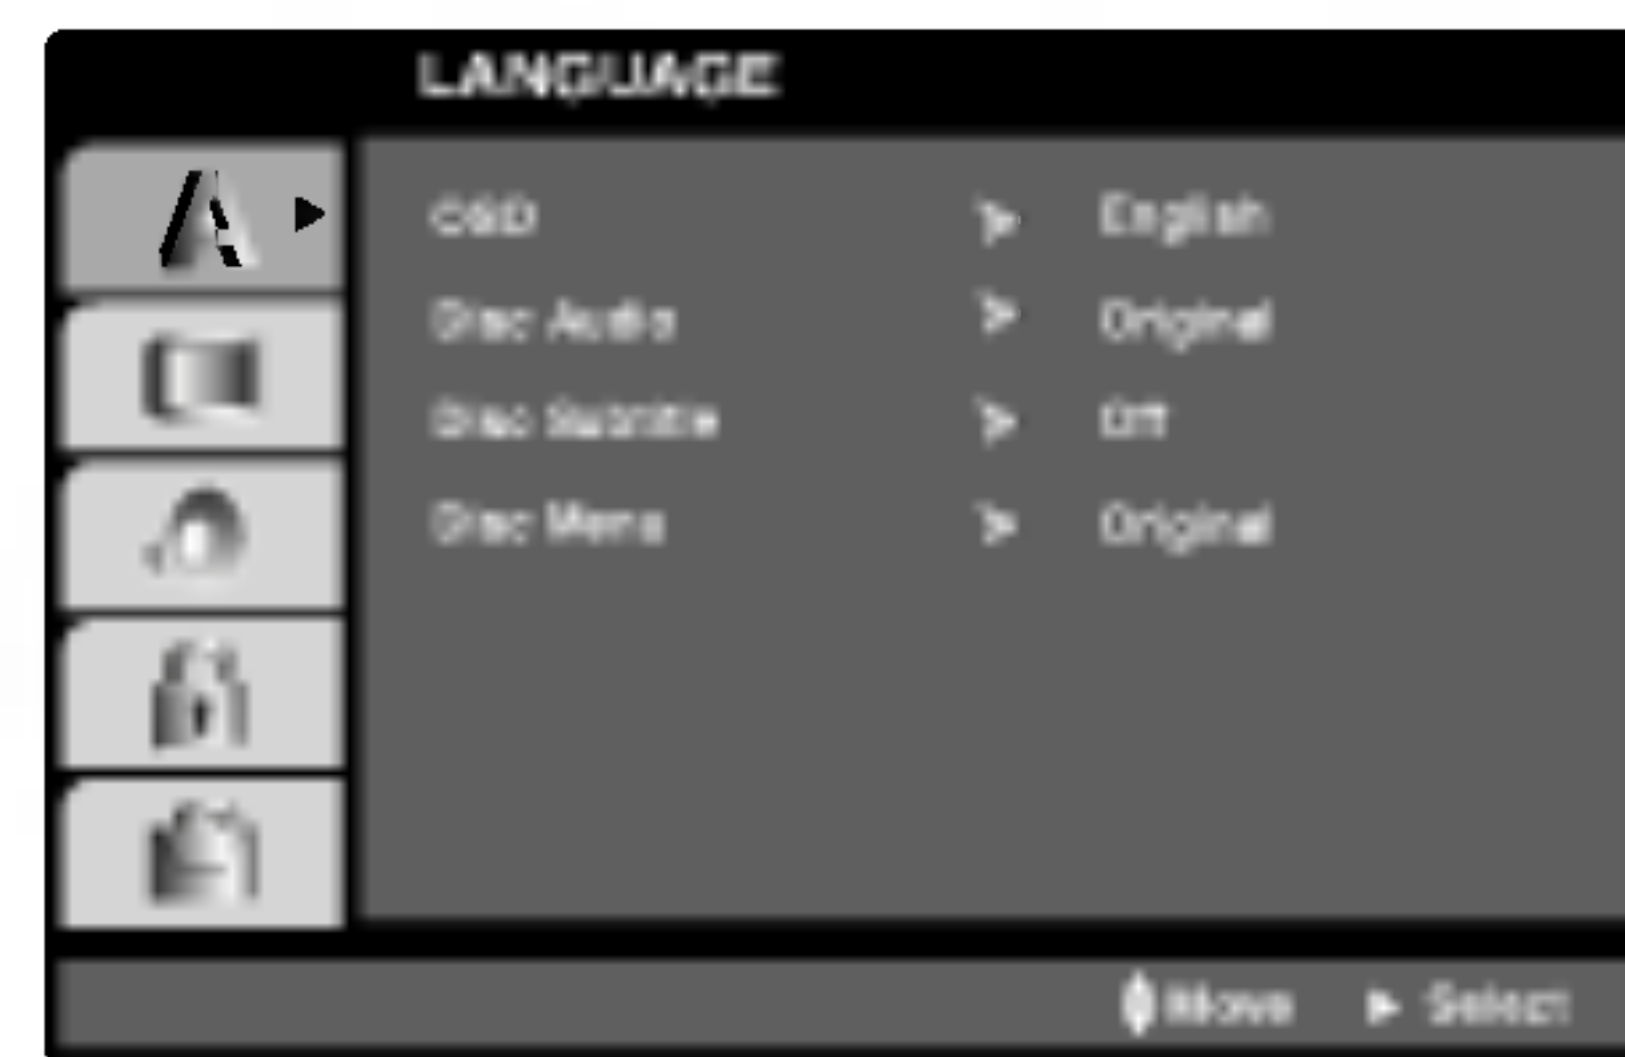 LANGUAGE
OSD English
Disc Audio Original
Disc Subtitle Off
Disc Menu Original
Move Select